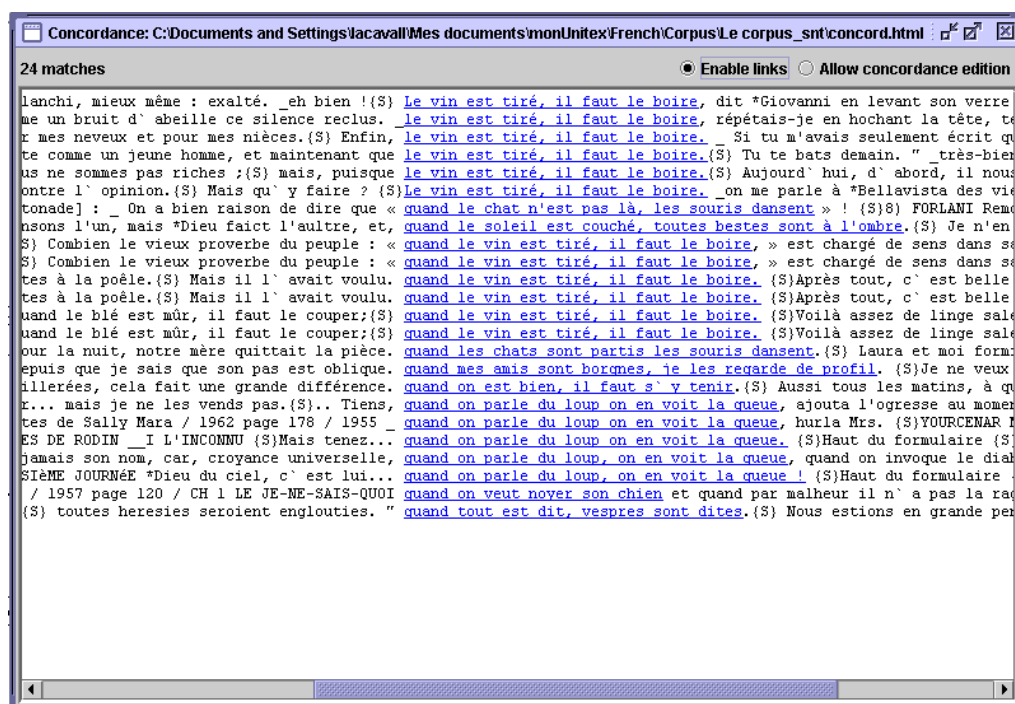 Concordance: C:\Documents and Settings\lacavall\Mes documents\monUnitex\French\Corpus\Le corpus_snt\concord.html
24 matches Enable links Allow concordance edition
lanchi, mieux même : exalté. _eh bien !{S} Le vin est tiré, il faut le boire, dit *Giovanni en levant son verre
me un bruit d` abeille ce silence reclus. _le vin est tiré, il faut le boire, répétais-je en hochant la tête, te
r mes neveux et pour mes nièces.{S} Enfin, le vin est tiré, il faut le boire. _ Si tu m'avais seulement écrit qu
te comme un jeune homme, et maintenant que le vin est tiré, il faut le boire.{S} Tu te bats demain. " _très-bien
us ne sommes pas riches ;{S} mais, puisque le vin est tiré, il faut le boire.{S} Aujourd` hui, d` abord, il nous
ontre l` opinion.{S} Mais qu` y faire ? {S}Le vin est tiré, il faut le boire. _on me parle à *Bellavista des vie
tonade] : _ On a bien raison de dire que « quand le chat n'est pas là, les souris dansent » ! {S}8) FORLANI Remo
nsons l'un, mais *Dieu faict l'aultre, et, quand le soleil est couché, toutes bestes sont à l'ombre.{S} Je n'en
S} Combien le vieux proverbe du peuple : « quand le vin est tiré, il faut le boire, » est chargé de sens dans sa
S} Combien le vieux proverbe du peuple : « quand le vin est tiré, il faut le boire, » est chargé de sens dans sa
tes à la poêle.{S} Mais il l` avait voulu. quand le vin est tiré, il faut le boire. {S}Après tout, c` est belle
tes à la poêle.{S} Mais il l` avait voulu. quand le vin est tiré, il faut le boire. {S}Après tout, c` est belle
uand le blé est mûr, il faut le couper;{S} quand le vin est tiré, il faut le boire. {S}Voilà assez de linge sale
uand le blé est mûr, il faut le couper;{S} quand le vin est tiré, il faut le boire. {S}Voilà assez de linge sale
our la nuit, notre mère quittait la pièce. quand les chats sont partis les souris dansent.{S} Laura et moi formi
epuis que je sais que son pas est oblique. quand mes amis sont borgnes, je les regarde de profil. {S}Je ne veux
illerées, cela fait une grande différence. quand on est bien, il faut s` y tenir.{S} Aussi tous les matins, à qu
r... mais je ne les vends pas.{S}.. Tiens, quand on parle du loup on en voit la queue, ajouta l'ogresse au momen
tes de Sally Mara / 1962 page 178 / 1955 _ quand on parle du loup on en voit la queue, hurla Mrs. {S}YOURCENAR M
ES DE RODIN __I L'INCONNU {S}Mais tenez... quand on parle du loup on en voit la queue. {S}Haut du formulaire {S}
jamais son nom, car, croyance universelle, quand on parle du loup, on en voit la queue, quand on invoque le diab
SIèME JOURNéE *Dieu du ciel, c` est lui... quand on parle du loup, on en voit la queue ! {S}Haut du formulaire
/ 1957 page 120 / CH 1 LE JE-NE-SAIS-QUOI quand on veut noyer son chien et quand par malheur il n` a pas la rag
{S} toutes heresies seroient englouties. " quand tout est dit, vespres sont dites.{S} Nous estions en grande per